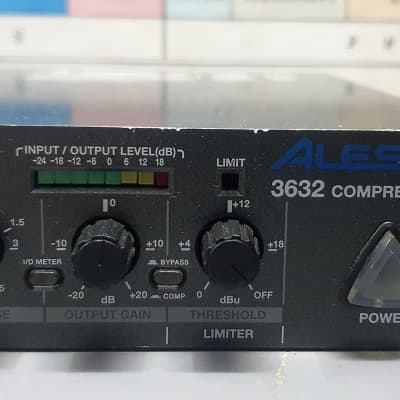 INPUT / OUTPUT LEVEL(dB)
-24 -18 -12 -6 0 6 12 18
LIMIT
ALES
3632 COMPRE
0
+12
1.5
3
I/O METER
-10
+10
BYPASS
COMP
+4
+18
-20 dB +20
0 dBu OFF
POWE
OUTPUT GAIN
THRESHOLD
LIMITER